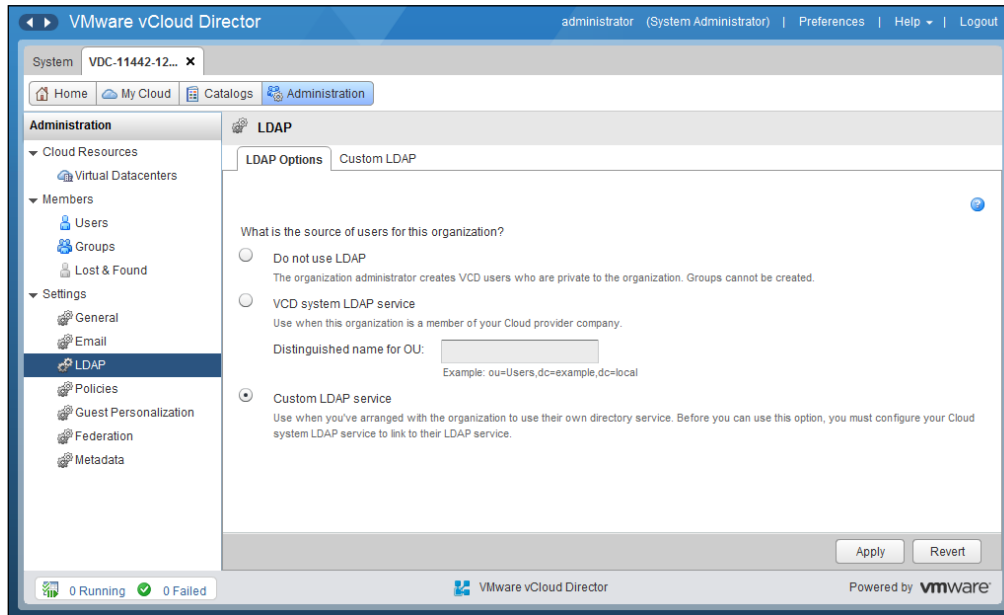 VMware vCloud Director
administrator (System Administrator) | Preferences | Help | Logout
System VDC-11442-12...
Home My Cloud Catalogs Administration
Administration
Cloud Resources
Virtual Datacenters
Members
Users
Groups
Lost & Found
Settings
General
Email
LDAP
Policies
Guest Personalization
Federation
Metadata
LDAP
LDAP Options Custom LDAP
What is the source of users for this organization?
Do not use LDAP
The organization administrator creates VCD users who are private to the organization. Groups cannot be created.
VCD system LDAP service
Use when this organization is a member of your Cloud provider company.
Distinguished name for OU:
Example: ou=Users,dc=example,dc=local
Custom LDAP service
Use when you've arranged with the organization to use their own directory service. Before you can use this option, you must configure your Cloud
system LDAP service to link to their LDAP service.
Apply Revert
0 Running 0 Failed
VMware vCloud Director
Powered by vmware